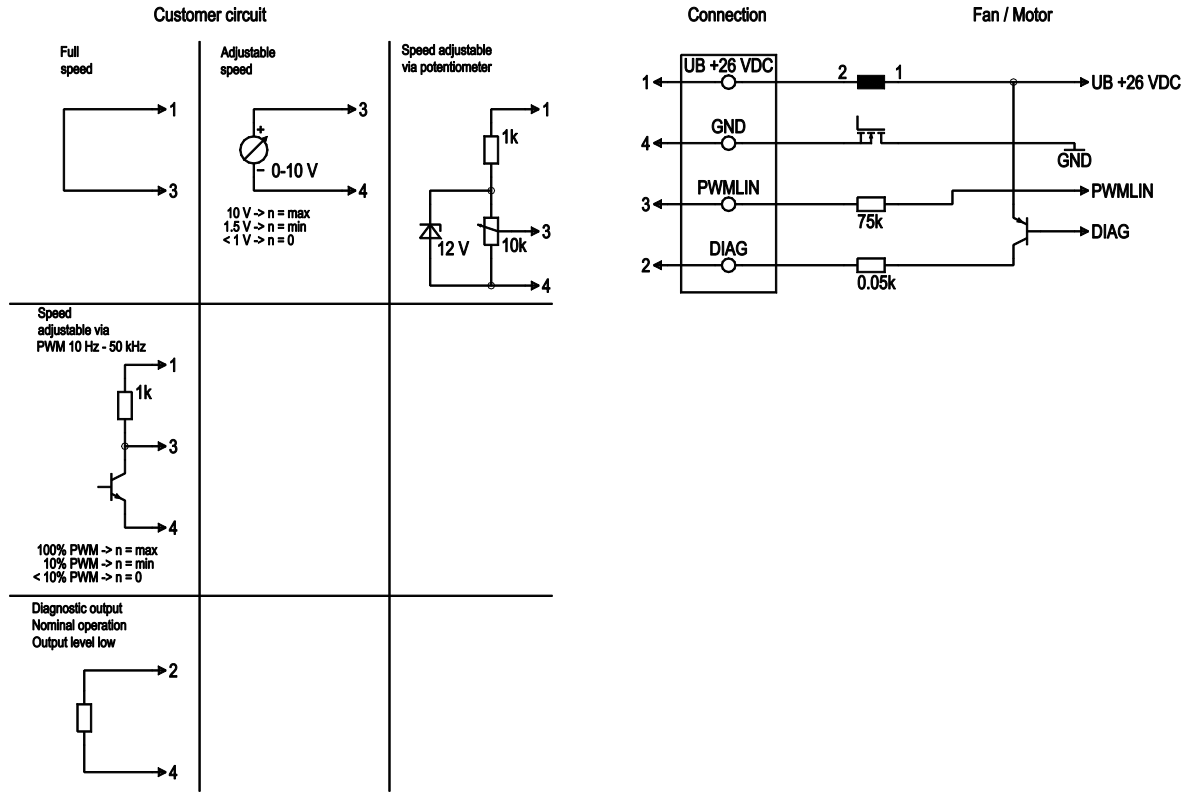 Customer circuit
Full
speed
1
3
Adjustable
speed
3
+
–
0-10 V
4
10 V -> n = max
1.5 V -> n = min
< 1 V -> n = 0
Speed adjustable
via potentiometer
1
1k
12 V
10k
3
4
Speed
adjustable via
PWM 10 Hz - 50 kHz
1
1k
3
4
100% PWM -> n = max
10% PWM -> n = min
< 10% PWM -> n = 0
Diagnostic output
Nominal operation
Output level low
2
4
Connection
Fan / Motor
1
UB +26 VDC
2
1
UB +26 VDC
4
GND
GND
3
PWMLIN
75k
PWMLIN
DIAG
2
DIAG
0.05k